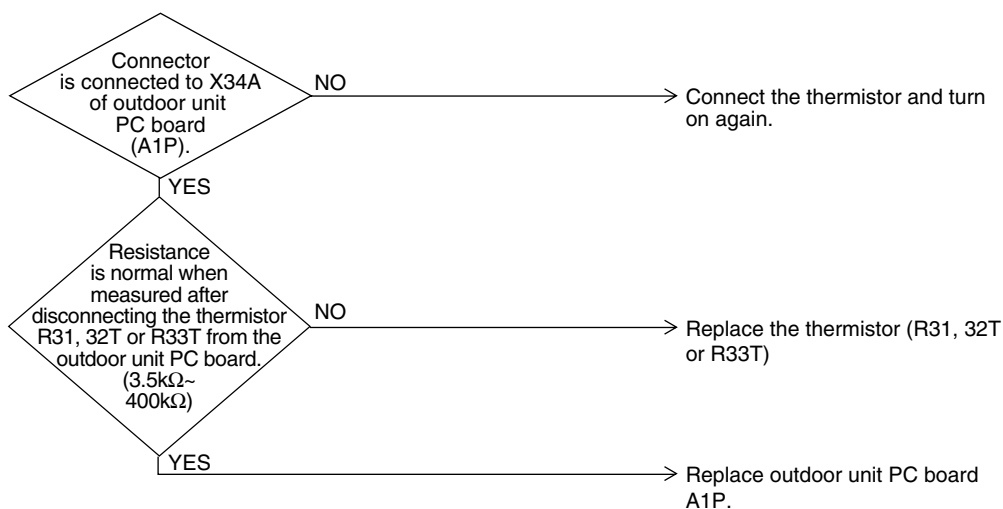 Connector
is connected to X34A
of outdoor unit
PC board
(A1P).
NO
Connect the thermistor and turn
on again.
YES
Resistance
is normal when
measured after
disconnecting the thermistor
R31, 32T or R33T from the
outdoor unit PC board.
(3.5kΩ~
400kΩ)
NO
Replace the thermistor (R31, 32T
or R33T)
YES
Replace outdoor unit PC board
A1P.